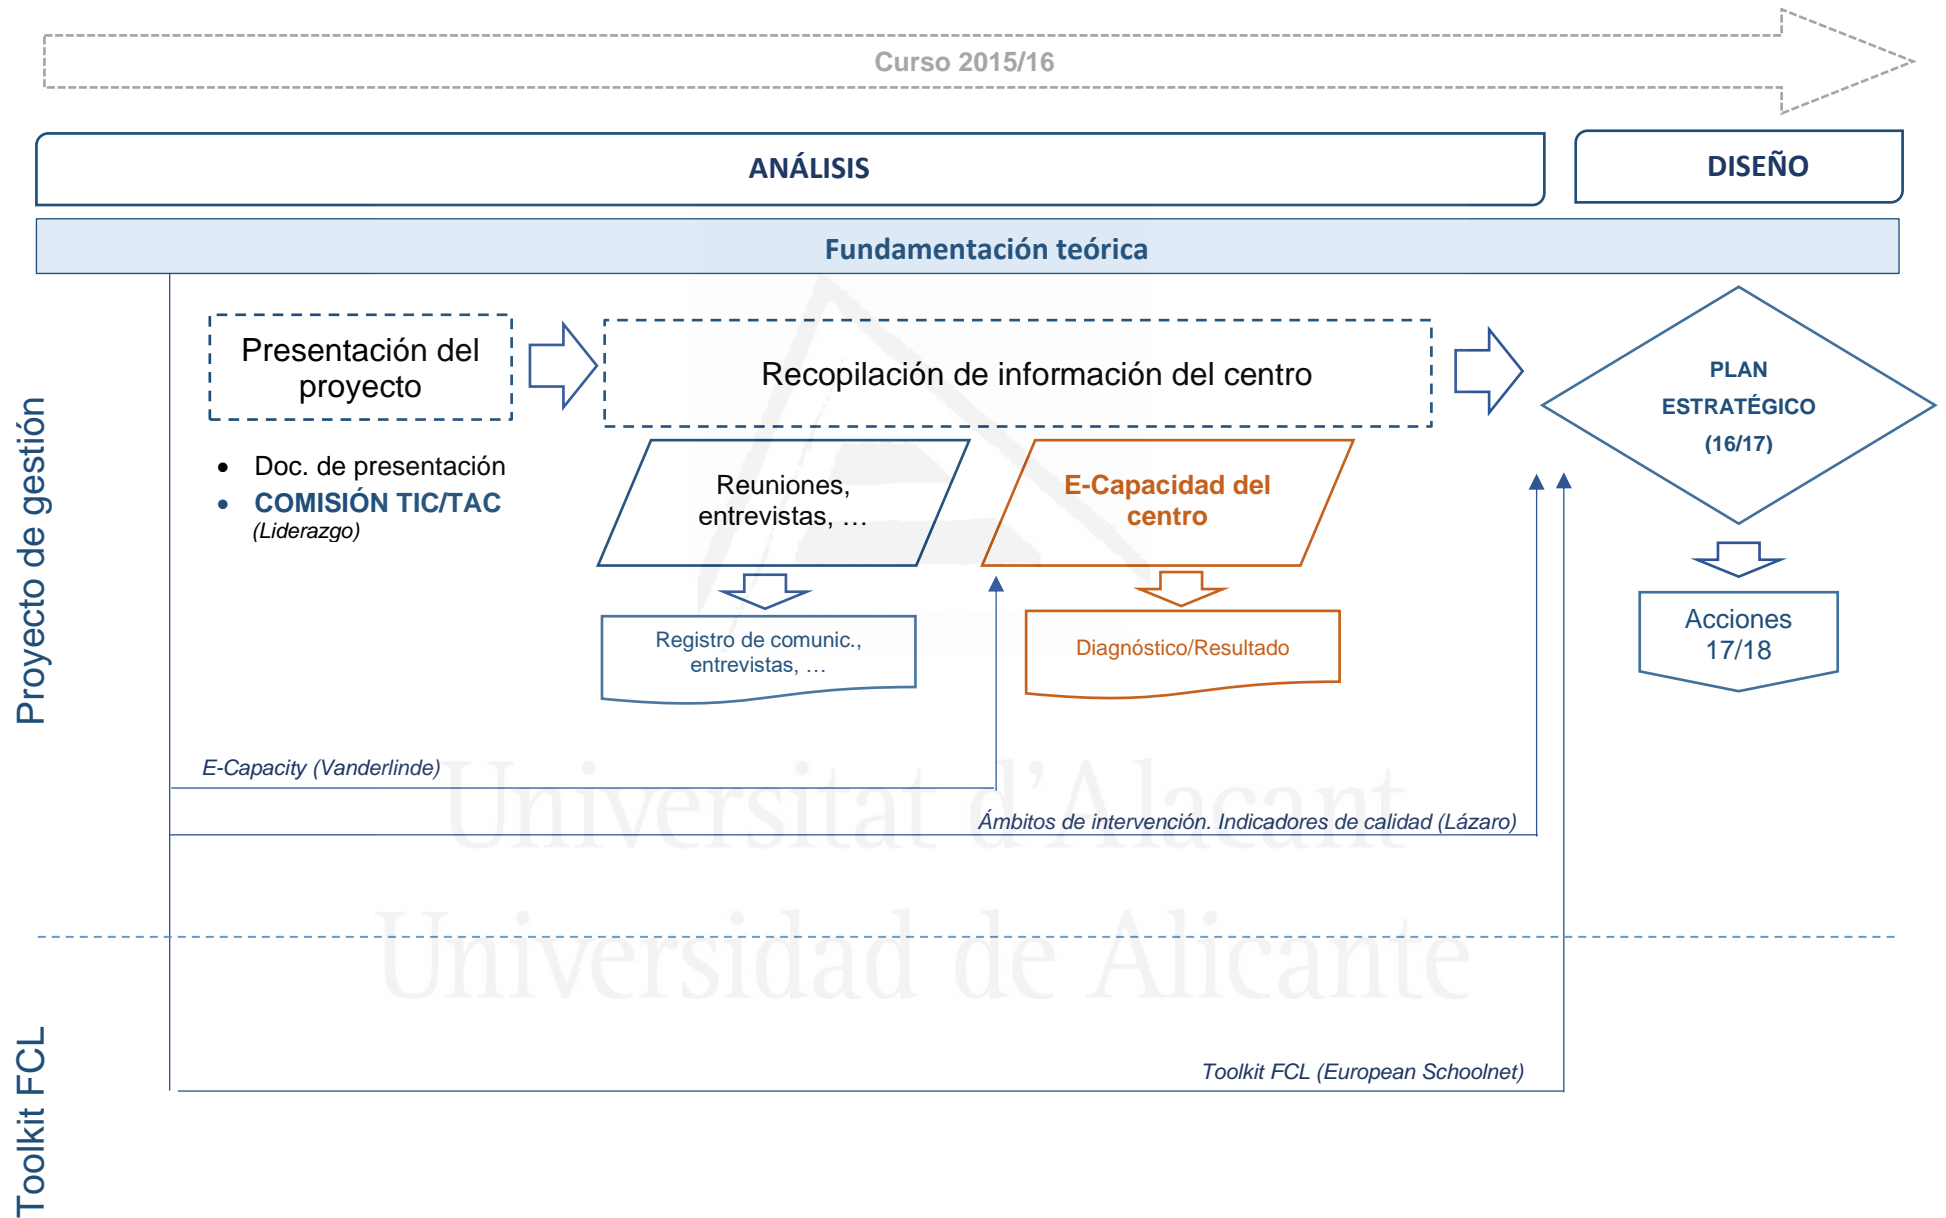 Curso 2015/16
ANÁLISIS
DISEÑO
Fundamentación teórica
Proyecto de gestión
Presentación del
proyecto
Recopilación de información del centro
PLAN
ESTRATÉGICO
(16/17)
• Doc. de presentación
• COMISIÓN TIC/TAC
(Liderazgo)
Reuniones,
entrevistas, …
E-Capacidad del
centro
Registro de comunic.,
entrevistas, …
Diagnóstico/Resultado
Acciones
17/18
E-Capacity (Vanderlinde)
Universitat d'Alacant
Ámbitos de intervención. Indicadores de calidad (Lázaro)
Universidad de Alicante
Toolkit FCL
Toolkit FCL (European Schoolnet)